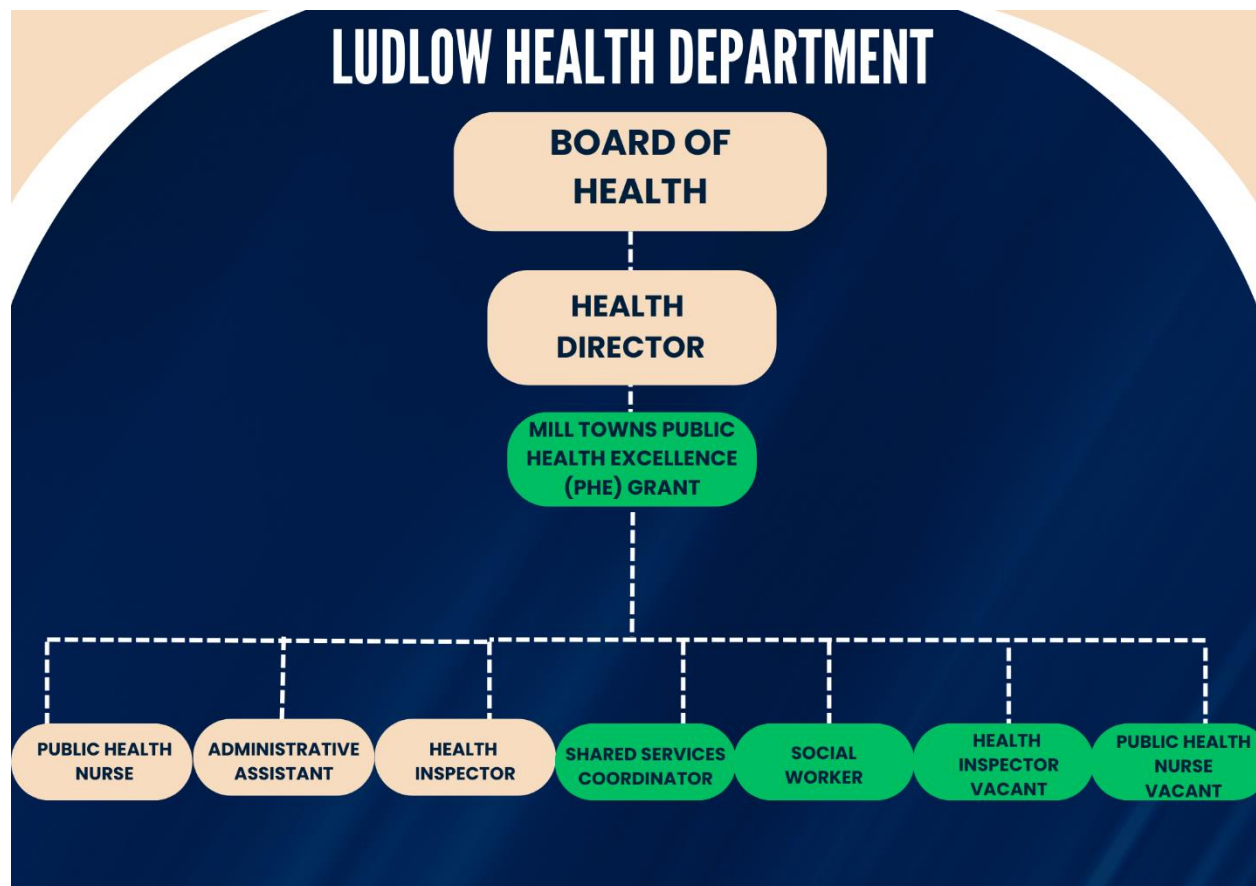 LUDLOW HEALTH DEPARTMENT
BOARD OF
HEALTH
HEALTH
DIRECTOR
MILL TOWNS PUBLIC
HEALTH EXCELLENCE
(PHE) GRANT
PUBLIC HEALTH
NURSE
ADMINISTRATIVE
ASSISTANT
HEALTH
INSPECTOR
SHARED SERVICES
COORDINATOR
SOCIAL
WORKER
HEALTH
INSPECTOR
VACANT
PUBLIC HEALTH
NURSE
VACANT